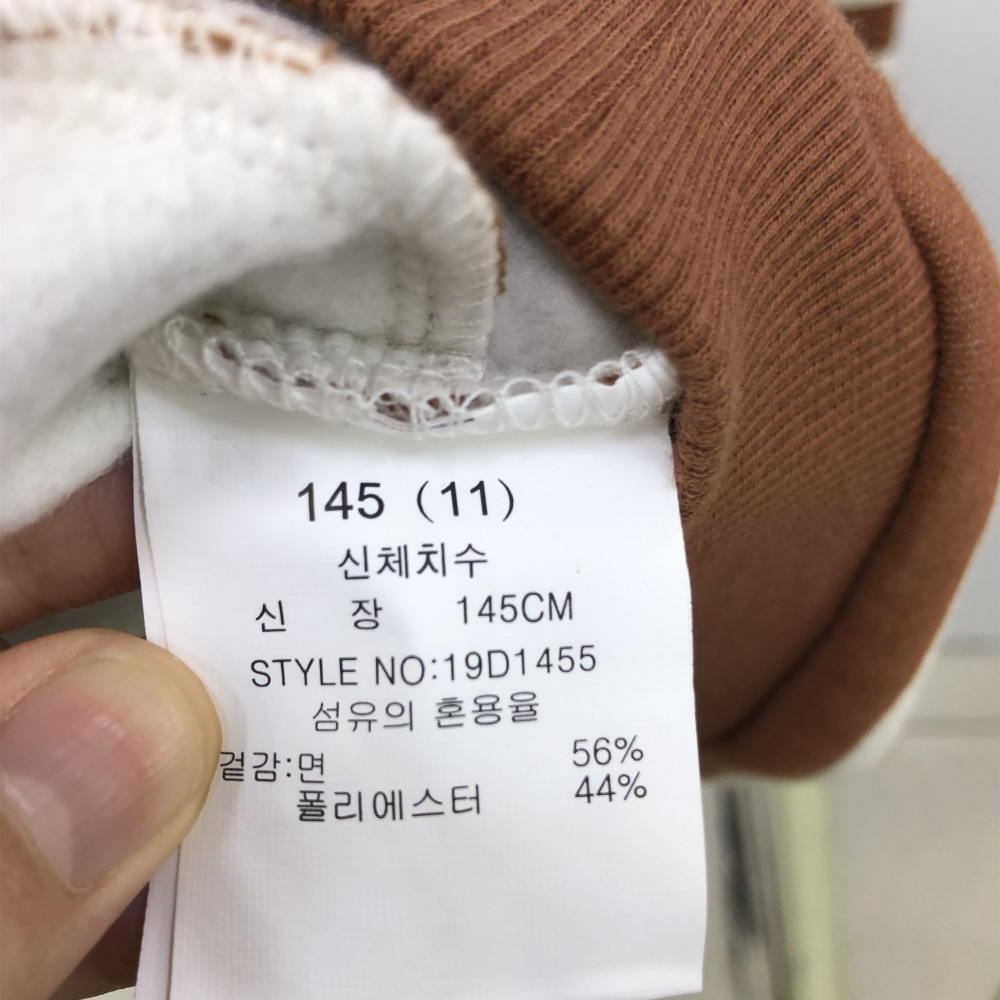 145 (11)
신체치수
신 장 145CM
STYLE NO:19D1455
섬유의 혼용율
겉감:면 56%
폴리에스터 44%